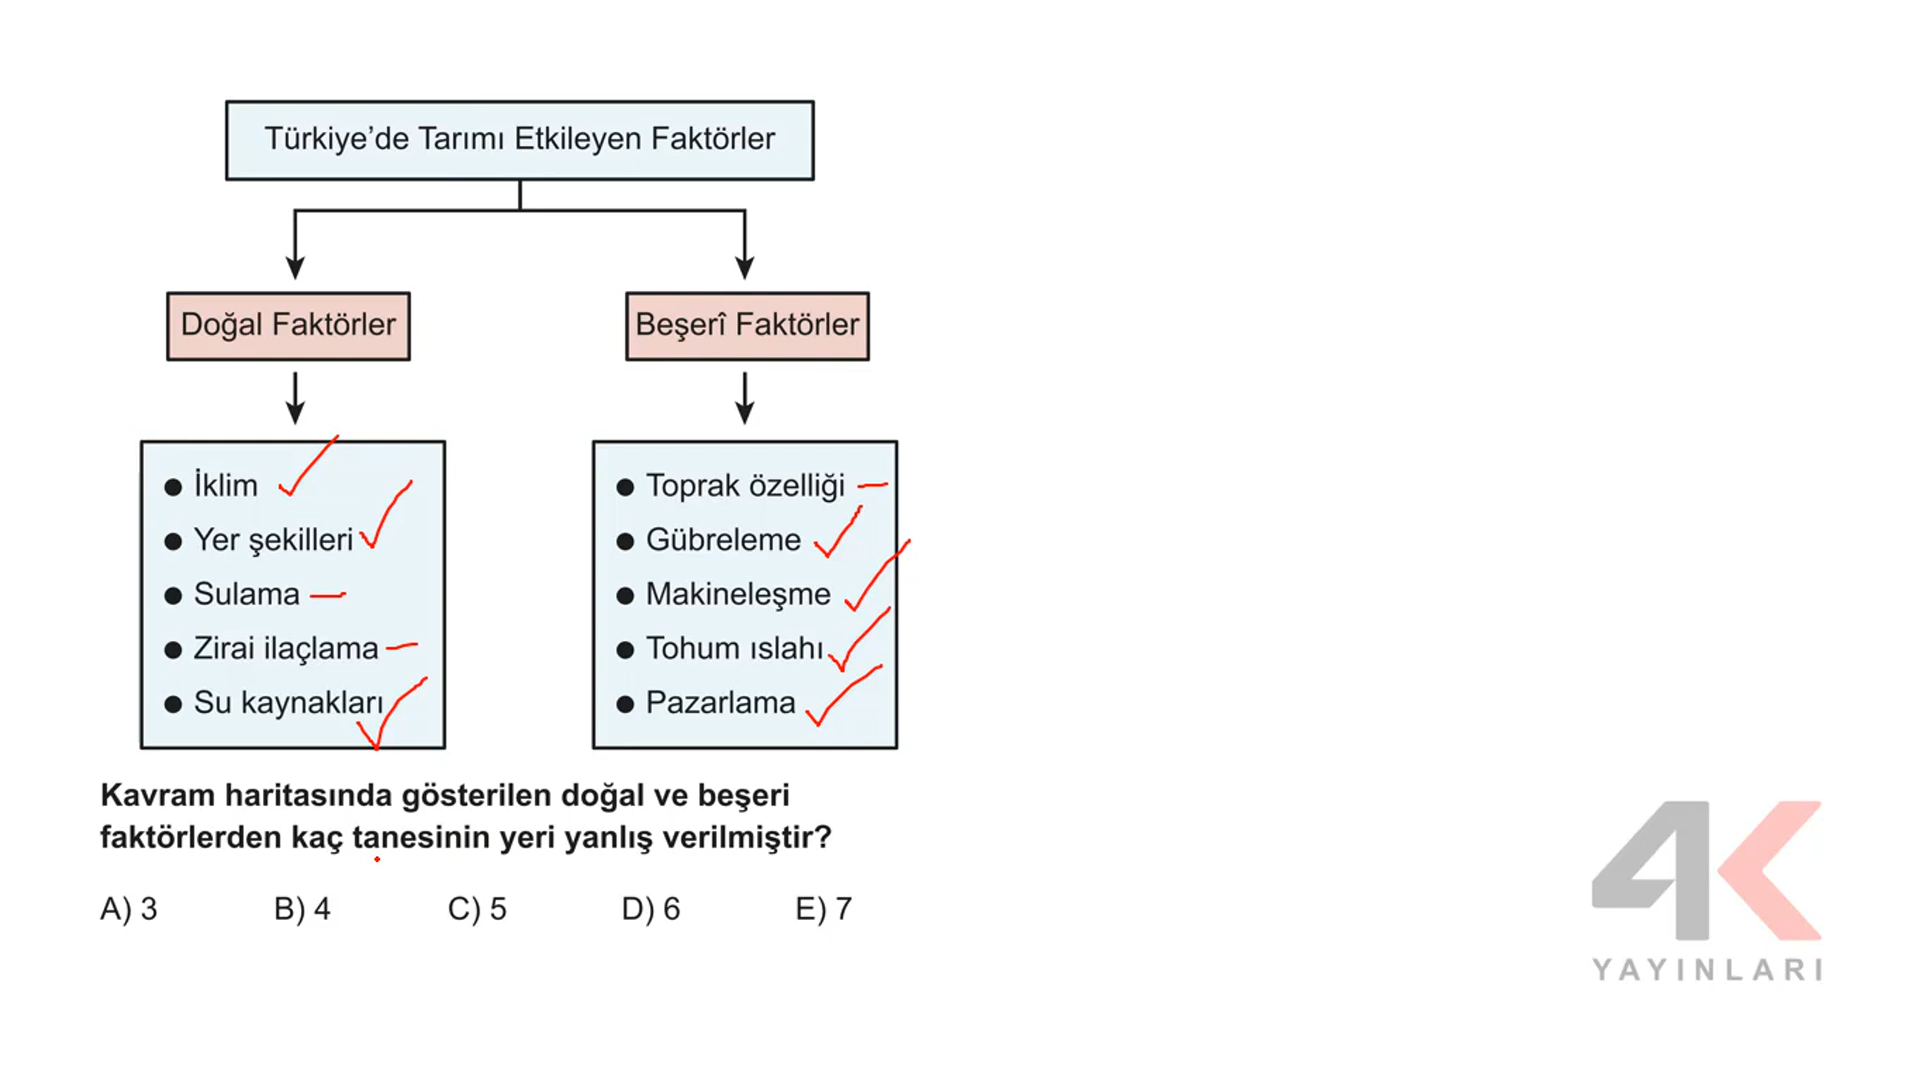 Türkiye'de Tarımı Etkileyen Faktörler
Doğal Faktörler
Beşerî Faktörler
● İklim
● Yer şekilleri
● Sulama
● Zirai ilaçlama
● Su kaynakları
● Toprak özelliği
● Gübreleme
● Makineleşme
● Tohum ıslahı
● Pazarlama
Kavram haritasında gösterilen doğal ve beşeri
faktörlerden kaç tanesinin yeri yanlış verilmiştir?
A) 3 B) 4 C) 5 D) 6 E) 7
4K
YAYINLARI